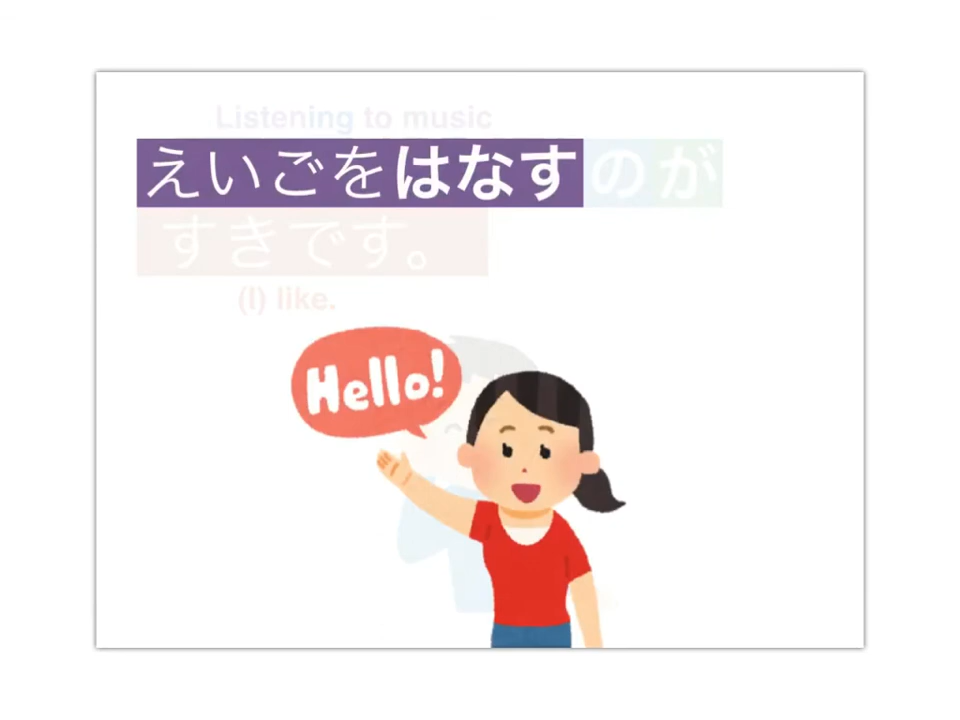 Listening to music
えいごをはなすのが
すきです。
(I) like.
Hello!